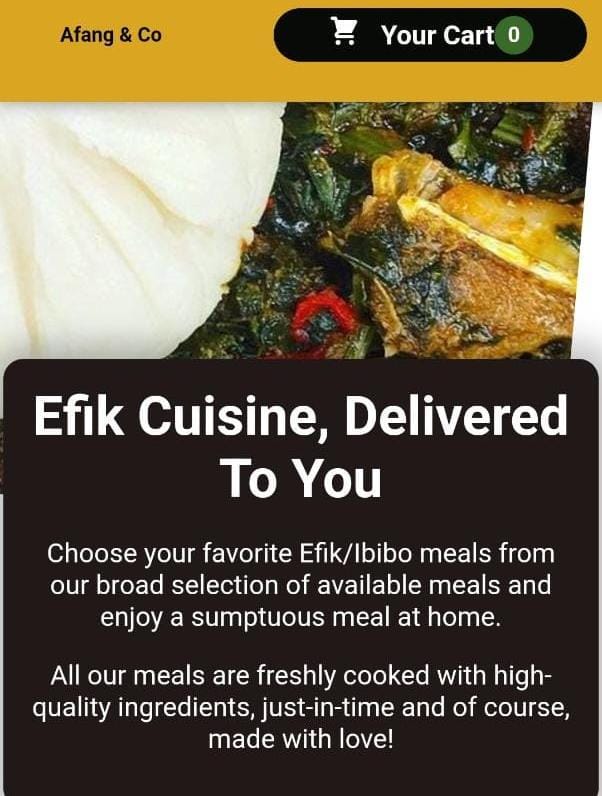 Afang & Co
Your Cart 0
Efik Cuisine, Delivered
To You
Choose your favorite Efik/Ibibo meals from
our broad selection of available meals and
enjoy a sumptuous meal at home.
All our meals are freshly cooked with high-
quality ingredients, just-in-time and of course,
made with love!